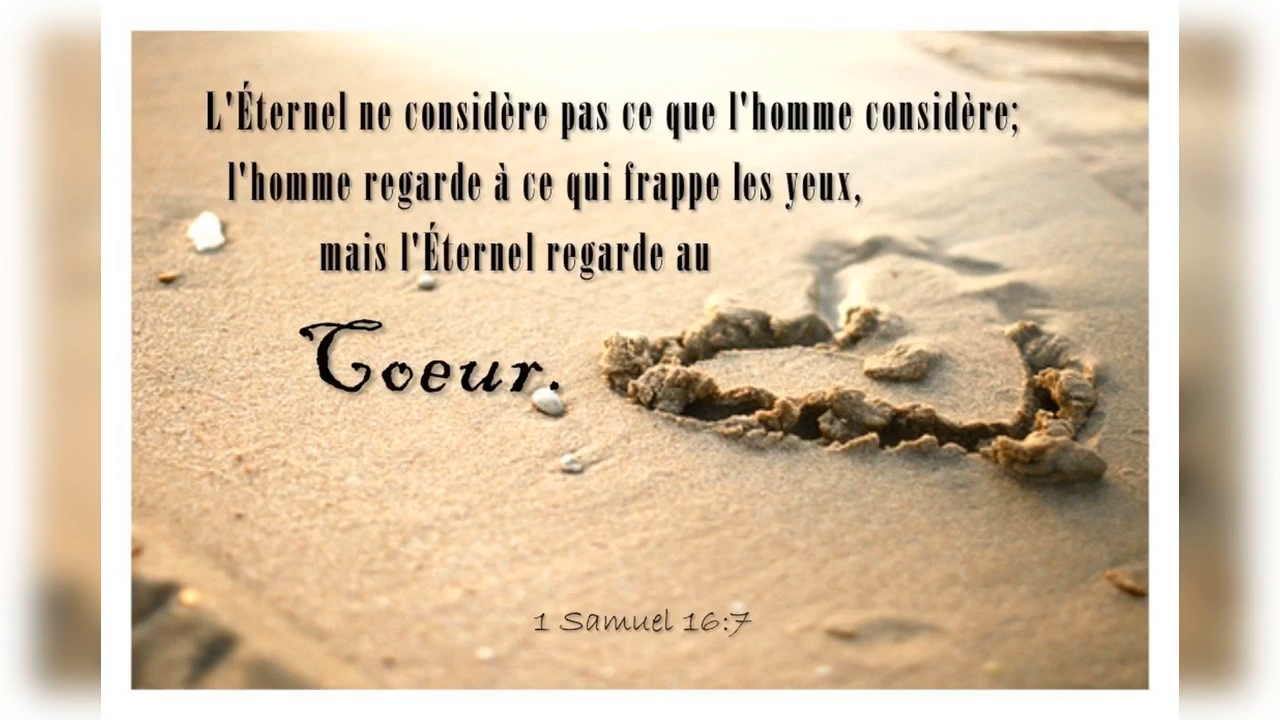 L'Éternel ne considère pas ce que l'homme considère;
l'homme regarde à ce qui frappe les yeux,
mais l'Éternel regarde au
Coeur.
1 Samuel 16:7